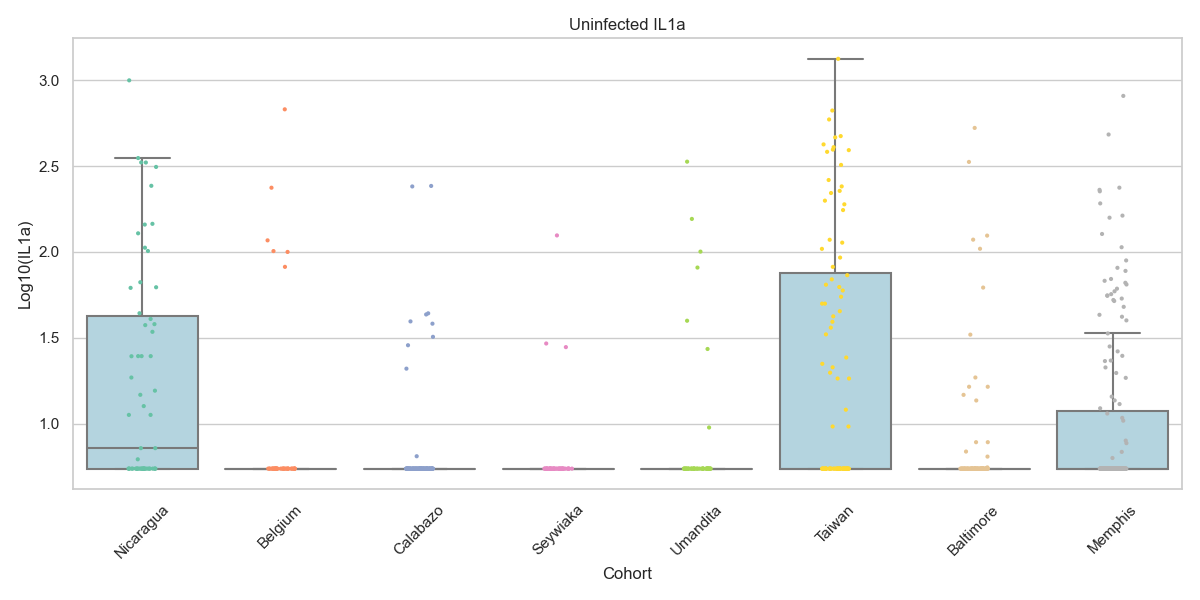 Uninfected IL1a
Log10(IL1a)
3.0
2.5
2.0
1.5
1.0
Nicaragua
Belgium
Calabazo
Seywiaka
Umandita
Taiwan
Baltimore
Memphis
Cohort